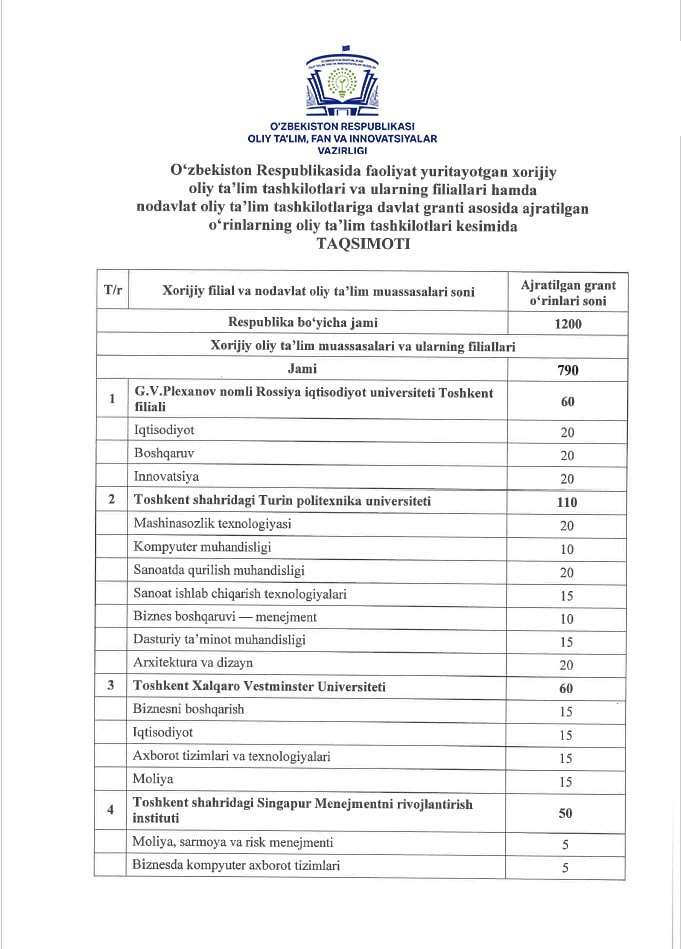 O‘ZBEKISTON RESPUBLIKASI
OLIY TA’LIM, FAN VA INNOVATSIYALAR
VAZIRLIGI
O‘zbekiston Respublikasida faoliyat yuritayotgan xorijiy
oliy ta’lim tashkilotlari va ularning filiallari hamda
nodavlat oliy ta’lim tashkilotlariga davlat granti asosida ajratilgan
o‘rinlarning oliy ta’lim tashkilotlari kesimida
TAQSIMOTI
T/r Xorijiy filial va nodavlat oliy ta’lim muassasalari soni Ajratilgan grant
o‘rinlari soni
Respublika bo‘yicha jami 1200
Xorijiy oliy ta’lim muassasalari va ularning filiallari
Jami 790
1 G.V.Plexanov nomli Rossiya iqtisodiyot universiteti Toshkent
filiali 60
Iqtisodiyot 20
Boshqaruv 20
Innovatsiya 20
2 Toshkent shahridagi Turin politexnika universiteti 110
Mashinasozlik texnologiyasi 20
Kompyuter muhandisligi 10
Sanoatda qurilish muhandisligi 20
Sanoat ishlab chiqarish texnologiyalari 15
Biznes boshqaruvi — menejment 10
Dasturiy ta’minot muhandisligi 15
Arxitektura va dizayn 20
3 Toshkent Xalqaro Vestminster Universiteti 60
Biznesni boshqarish 15
Iqtisodiyot 15
Axborot tizimlari va texnologiyalari 15
Moliya 15
4 Toshkent shahridagi Singapur Menejmentni rivojlantirish
instituti 50
Moliya, sarmoya va risk menejmenti 5
Biznesda kompyuter axborot tizimlari 5